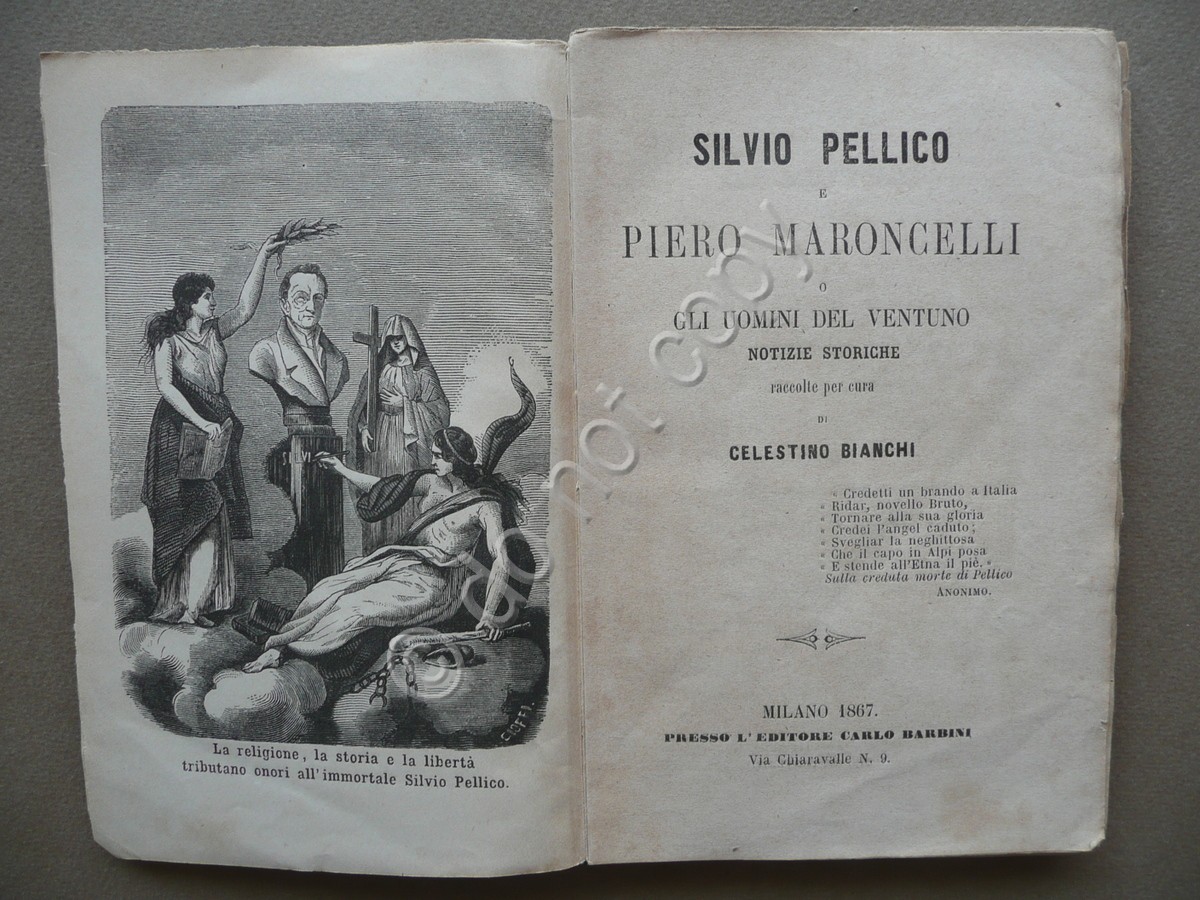 SILVI
GIOFFI.
La religione, la storia e la libertà
tributano onori all'immortale Silvio Pellico.
SILVIO PELLICO
E
PIERO MARONCELLI
O
GLI UOMINI DEL VENTUNO
NOTIZIE STORICHE
raccolte per cura
DI
CELESTINO BIANCHI
« Credetti un brando a Italia
« Ridar, novello Bruto,
« Tornare alla sua gloria
« Credei l'angel caduto;
« Svegliar la neghittosa
« Che il capo in Alpi posa
« E stende all'Etna il piè. »
Sulla creduta morte di Pellico
ANONIMO.
MILANO 1867.
PRESSO L'EDITORE CARLO BARBINI
Via Chiaravalle N. 9.
do not copy